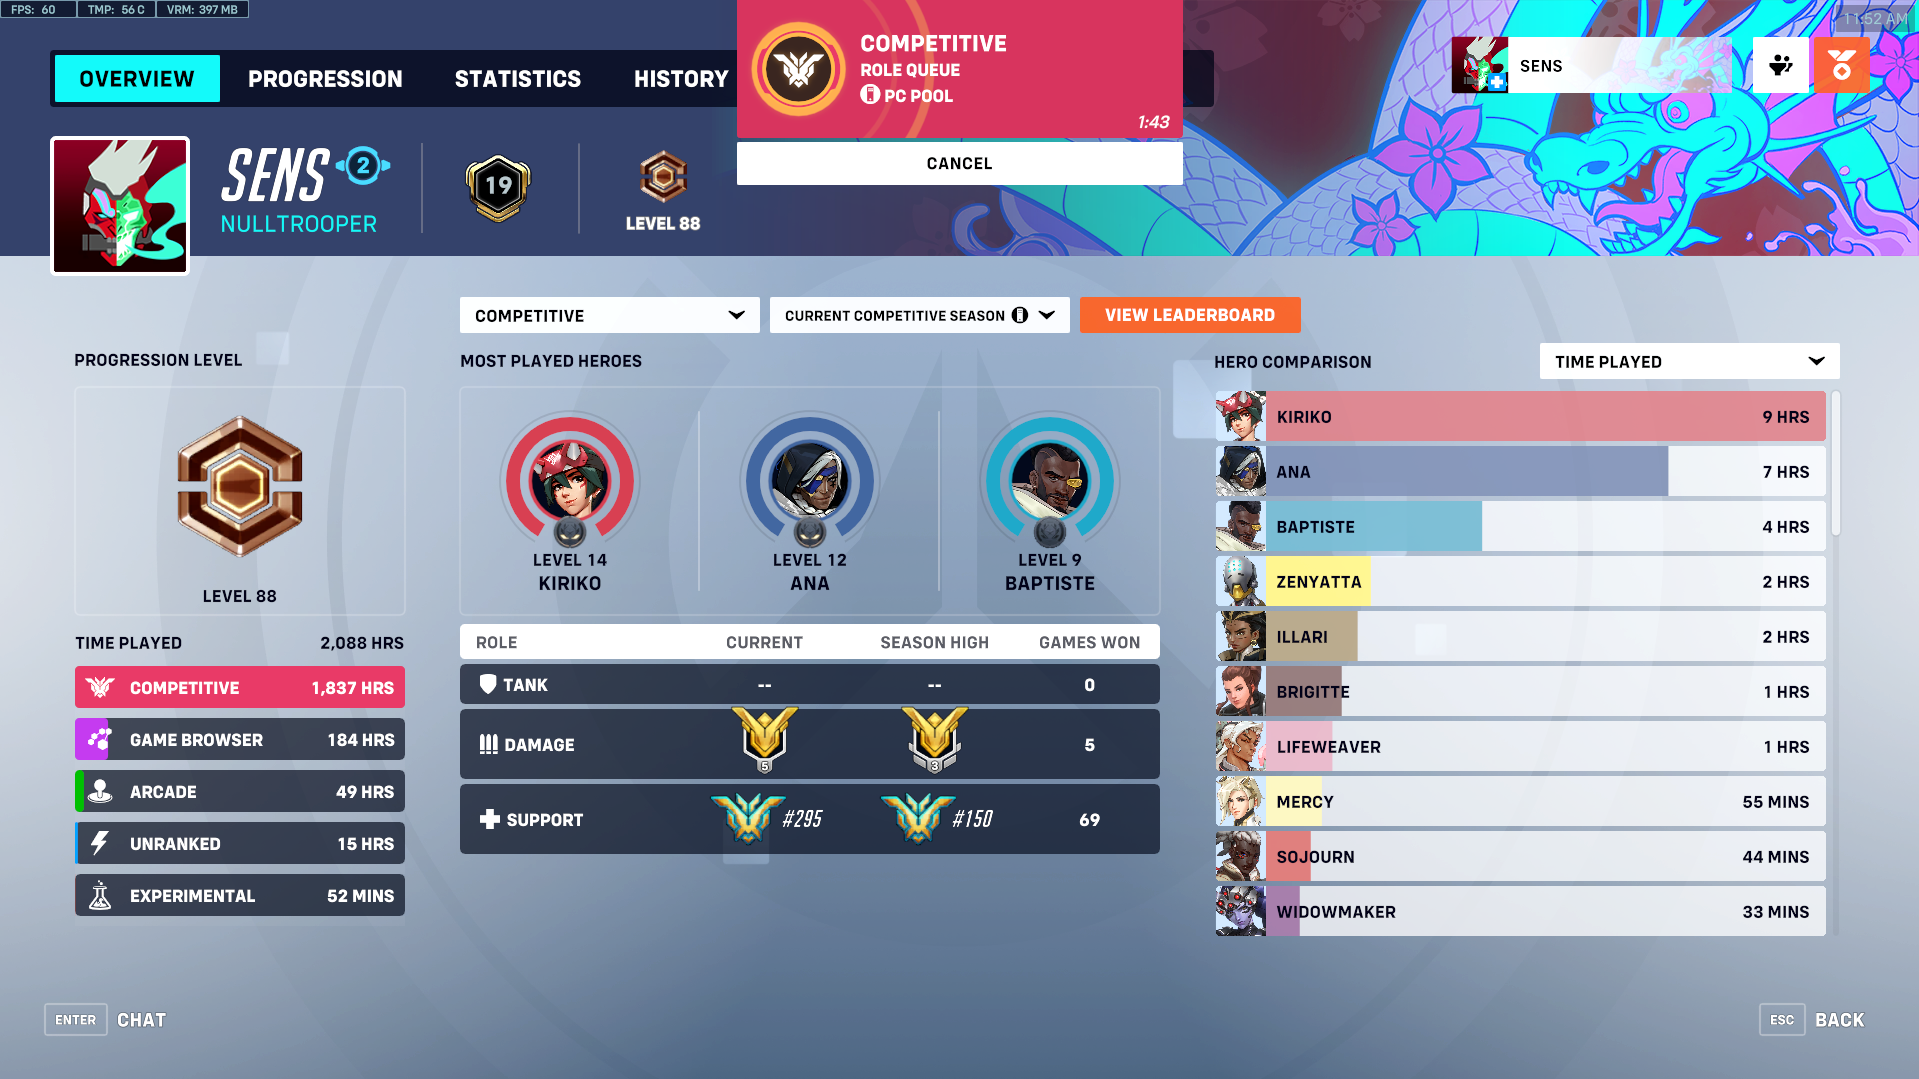 FPS: 60
TMP: 56 C
VRM: 397 MB
11:52 AM
OVERVIEW
PROGRESSION
STATISTICS
HISTORY
COMPETITIVE
ROLE QUEUE
PC POOL
1:43
CANCEL
SENS
SENS
2
NULLTROOPER
19
LEVEL 88
COMPETITIVE
CURRENT COMPETITIVE SEASON
VIEW LEADERBOARD
PROGRESSION LEVEL
LEVEL 88
TIME PLAYED 2,088 HRS
COMPETITIVE 1,837 HRS
GAME BROWSER 184 HRS
ARCADE 49 HRS
UNRANKED 15 HRS
EXPERIMENTAL 52 MINS
MOST PLAYED HEROES
LEVEL 14
KIRIKO
LEVEL 12
ANA
LEVEL 9
BAPTISTE
ROLE CURRENT SEASON HIGH GAMES WON
TANK -- -- 0
DAMAGE 5 3 5
SUPPORT #295 #150 69
HERO COMPARISON
TIME PLAYED
KIRIKO 9 HRS
ANA 7 HRS
BAPTISTE 4 HRS
ZENYATTA 2 HRS
ILLARI 2 HRS
BRIGITTE 1 HRS
LIFEWEAVER 1 HRS
MERCY 55 MINS
SOJOURN 44 MINS
WIDOWMAKER 33 MINS
ENTER CHAT
ESC BACK